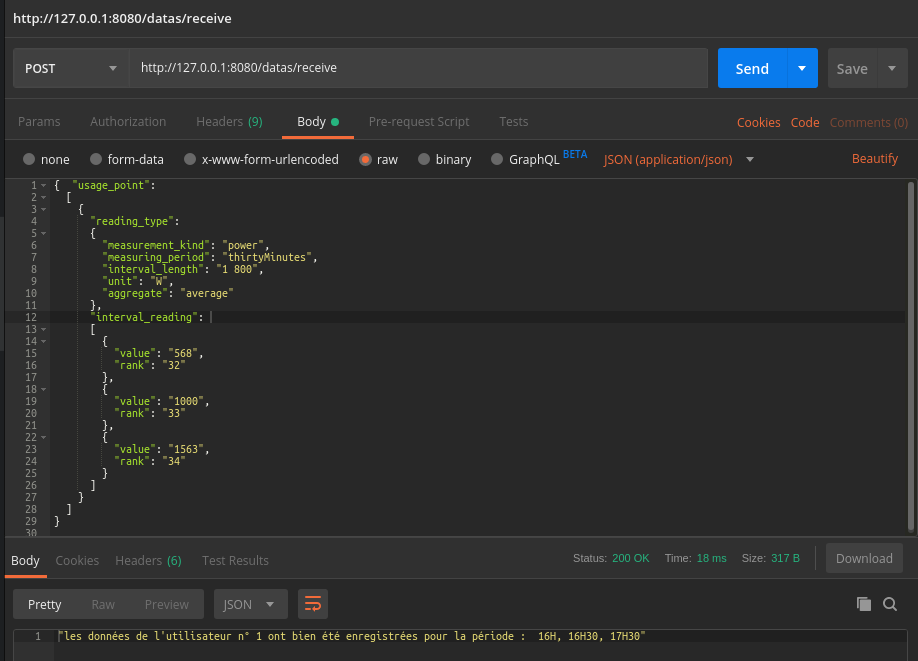 http://127.0.0.1:8080/datas/receive
POST http://127.0.0.1:8080/datas/receive Send Save
Params Authorization Headers (9) Body Pre-request Script Tests Cookies Code Comments (0)
none form-data x-www-form-urlencoded raw binary GraphQL BETA JSON (application/json) Beautify
1 { "usage_point":
2 [
3 {
4 "reading_type":
5 {
6 "measurement_kind": "power",
7 "measuring_period": "thirtyMinutes",
8 "interval_length": "1 800",
9 "unit": "W",
10 "aggregate": "average"
11 },
12 "interval_reading":
13 [
14 {
15 "value": "568",
16 "rank": "32"
17 },
18 {
19 "value": "1000",
20 "rank": "33"
21 },
22 {
23 "value": "1563",
24 "rank": "34"
25 }
26 ]
27 }
28 ]
29 }
30
Body Cookies Headers (6) Test Results Status: 200 OK Time: 18 ms Size: 317 B Download
Pretty Raw Preview JSON
1 "les données de l'utilisateur n° 1 ont bien été enregistrées pour la période :  16H, 16H30, 17H30"